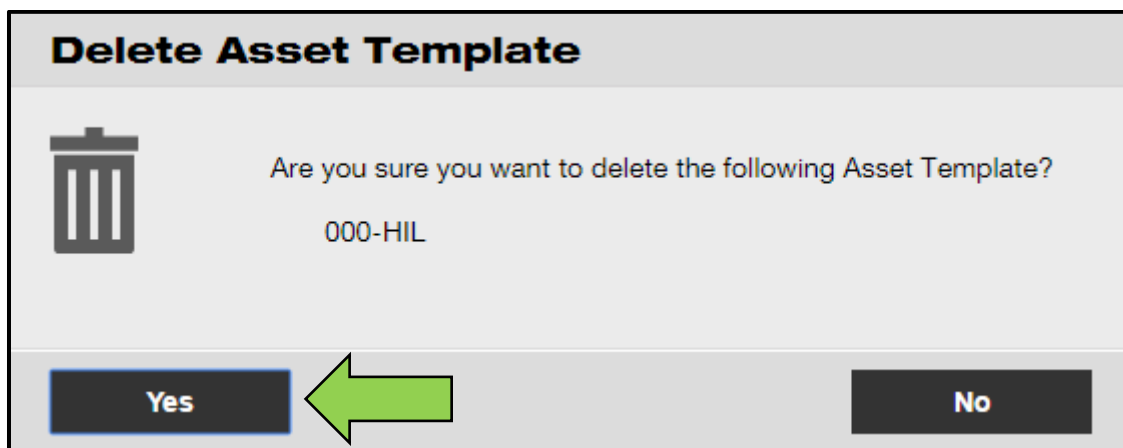 Delete Asset Template
Are you sure you want to delete the following Asset Template?
000-HIL
Yes
No